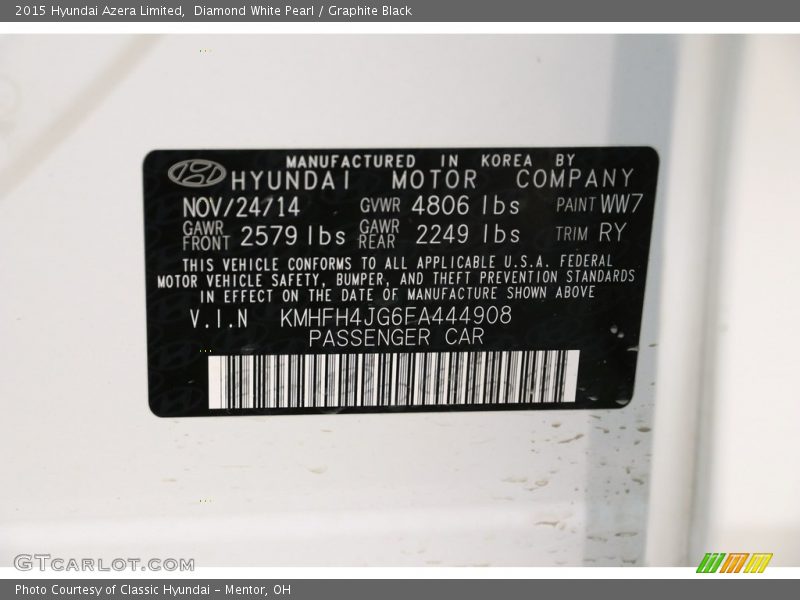 2015 Hyundai Azera Limited,  Diamond White Pearl / Graphite Black
MANUFACTURED IN KOREA BY
HYUNDAI MOTOR COMPANY
NOV/24/14 GVWR 4806 lbs PAINT WW7
GAWR FRONT 2579 lbs GAWR REAR 2249 lbs TRIM RY
THIS VEHICLE CONFORMS TO ALL APPLICABLE U.S.A. FEDERAL
MOTOR VEHICLE SAFETY, BUMPER, AND THEFT PREVENTION STANDARDS
IN EFFECT ON THE DATE OF MANUFACTURE SHOWN ABOVE
V.I.N KMHFH4JG6FA444908
PASSENGER CAR
GTCARLOT.COM
Photo Courtesy of Classic Hyundai - Mentor, OH